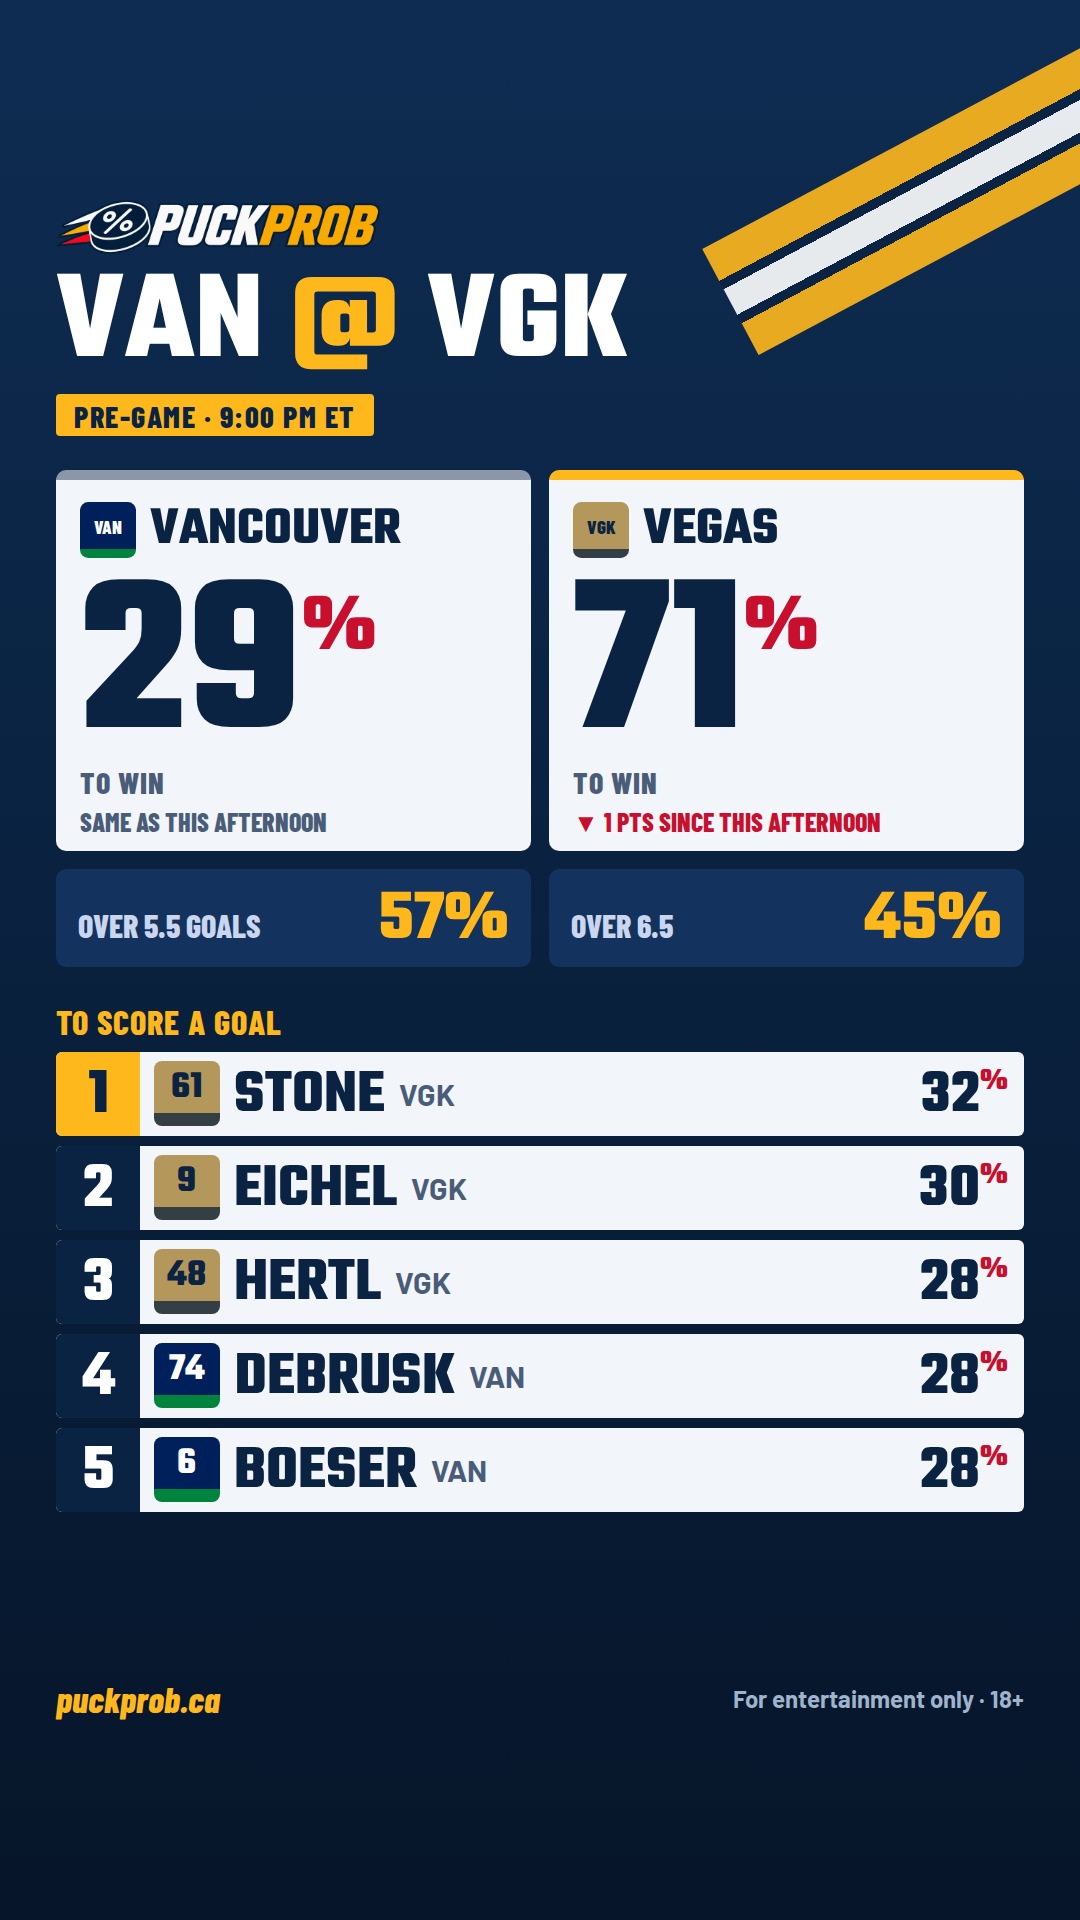 % PUCKPROB
VAN @ VGK
PRE-GAME · 9:00 PM ET
VAN VANCOUVER
29%
TO WIN
SAME AS THIS AFTERNOON
VGK VEGAS
71%
TO WIN
▼ 1 PTS SINCE THIS AFTERNOON
OVER 5.5 GOALS 57%
OVER 6.5 45%
TO SCORE A GOAL
1 61 STONE VGK 32%
2 9 EICHEL VGK 30%
3 48 HERTL VGK 28%
4 74 DEBRUSK VAN 28%
5 6 BOESER VAN 28%
puckprob.ca
For entertainment only · 18+